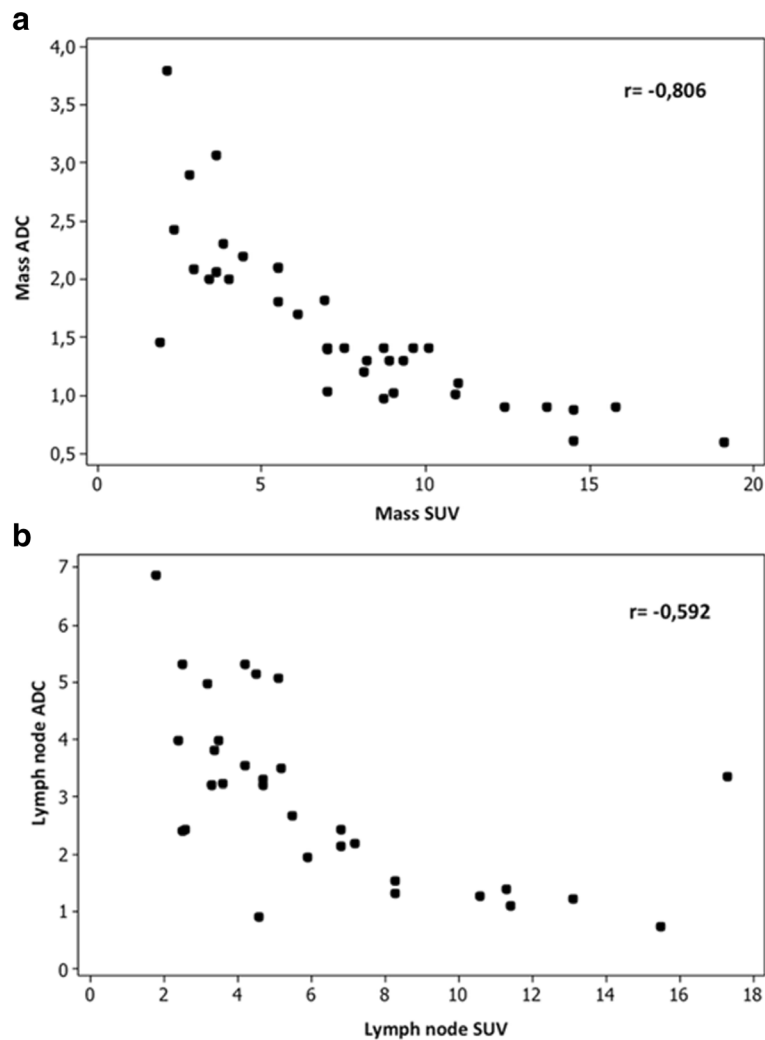 a
4,0
3,5
3,0
2,5
2,0
1,5
1,0
0,5
Mass ADC
r= -0,806
0 5 10 15 20
Mass SUV
b
7
6
5
4
3
2
1
0
Lymph node ADC
r= -0,592
0 2 4 6 8 10 12 14 16 18
Lymph node SUV